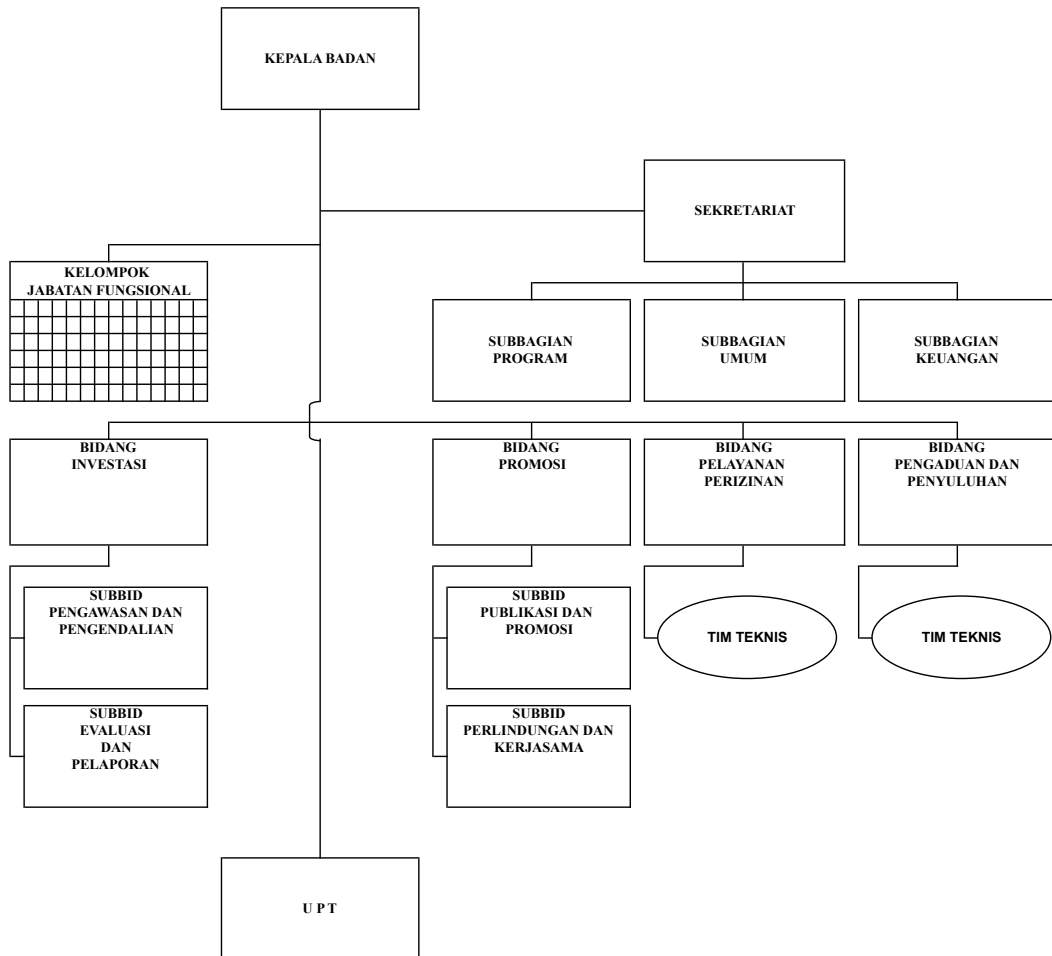 KEPALA BADAN
SEKRETARIAT
KELOMPOK
JABATAN FUNGSIONAL
SUBBAGIAN
PROGRAM
SUBBAGIAN
UMUM
SUBBAGIAN
KEUANGAN
BIDANG
INVESTASI
BIDANG
PROMOSI
BIDANG
PELAYANAN
PERIZINAN
BIDANG
PENGADUAN DAN
PENYULUHAN
SUBBID
PENGAWASAN DAN
PENGENDALIAN
SUBBID
PUBLIKASI DAN
PROMOSI
TIM TEKNIS
TIM TEKNIS
SUBBID
EVALUASI
DAN
PELAPORAN
SUBBID
PERLINDUNGAN DAN
KERJASAMA
U P T